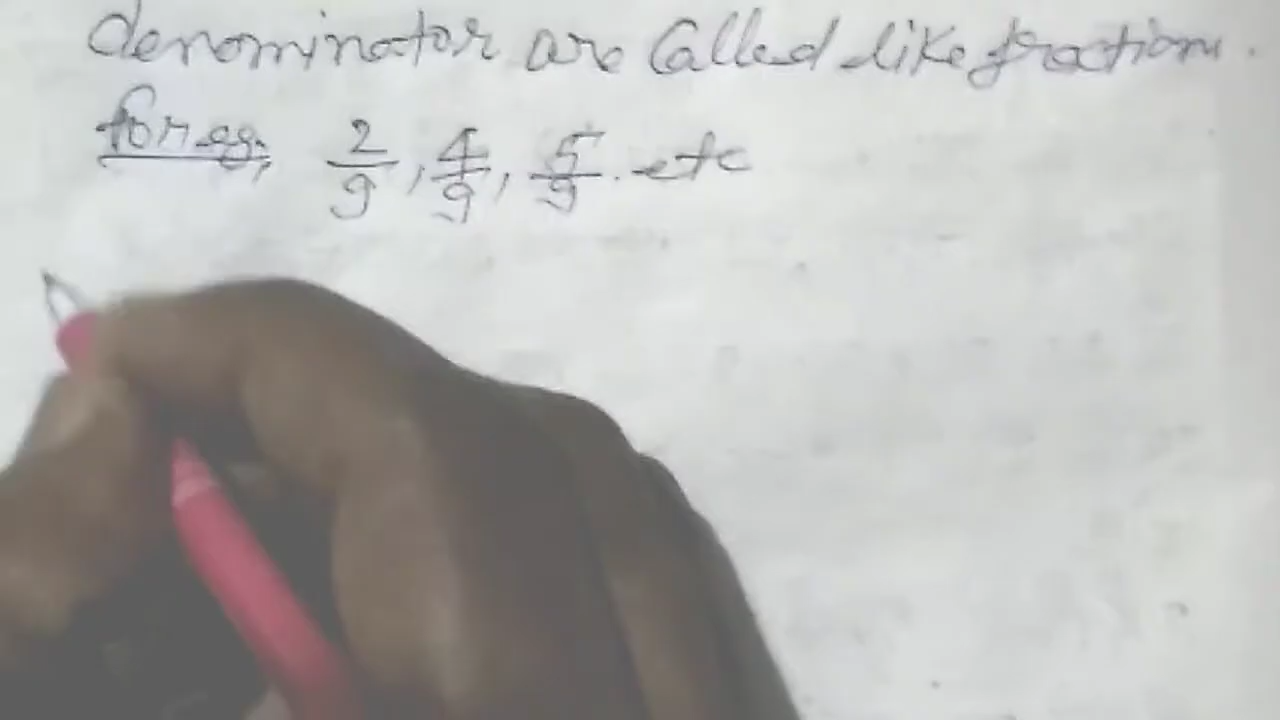 denominator are Called like fractions.
for eg, 2/9, 4/9, 5/9. etc